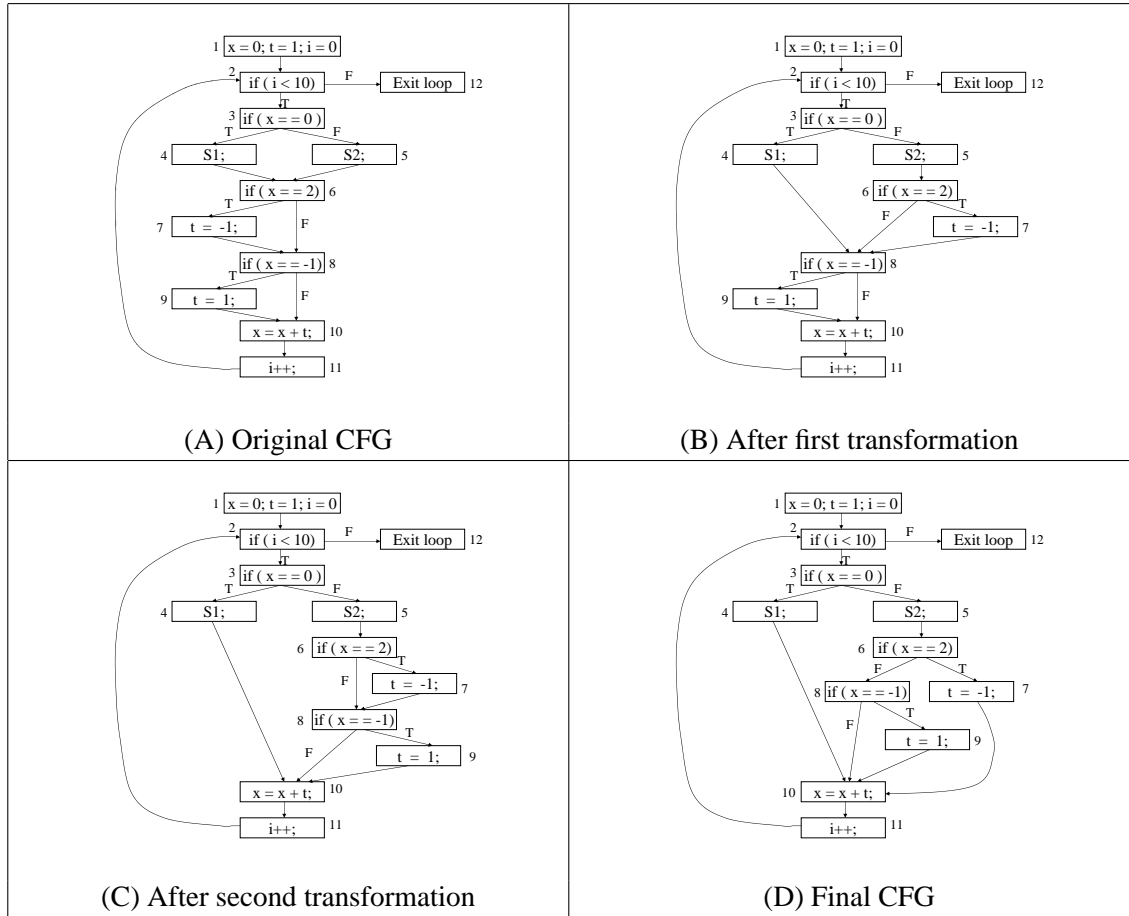 1 x = 0; t = 1; i = 0
2 if ( i < 10) F Exit loop 12
T
3 if ( x = = 0 )
T F
4 S1; S2; 5
if ( x = = 2) 6
T
7 t = -1; F
if ( x = = -1) 8
T
9 t = 1; F
x = x + t; 10
i++; 11
(A) Original CFG
1 x = 0; t = 1; i = 0
2 if ( i < 10) F Exit loop 12
T
3 if ( x = = 0 )
T F
4 S1; S2; 5
6 if ( x = = 2)
F T
t = -1; 7
if ( x = = -1) 8
T
9 t = 1; F
x = x + t; 10
i++; 11
(B) After first transformation
1 x = 0; t = 1; i = 0
2 if ( i < 10) F Exit loop 12
T
3 if ( x = = 0 )
T F
4 S1; S2; 5
6 if ( x = = 2)
T
F t = -1; 7
8 if ( x = = -1)
T
F t = 1; 9
x = x + t; 10
i++; 11
(C) After second transformation
1 x = 0; t = 1; i = 0
2 if ( i < 10) F Exit loop 12
T
3 if ( x = = 0 )
T F
4 S1; S2; 5
6 if ( x = = 2)
F T
8 if ( x = = -1) t = -1; 7
T
F t = 1; 9
10 x = x + t;
i++; 11
(D) Final CFG